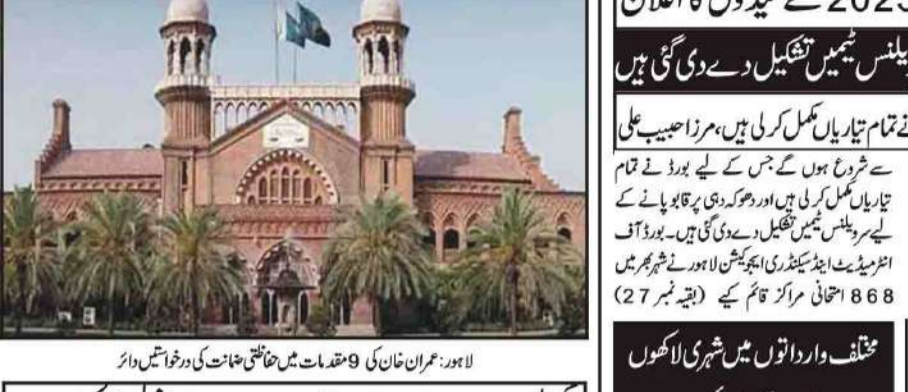 لاہور: عمران خان کی 9 مقدمات میں حفاظتی ضمانت کی درخواستیں دائر
2023 کے
ٹیمیں تشکیل دے دی گئی ہیں
نے تمام تیاریاں مکمل کر لی ہیں، مرزا حبیب علی
سے شروع ہوں گے جس کے لیے بورڈ نے تمام
تیاریاں مکمل کر لی ہیں اور دھوکہ دہی پر قابو پانے کے
لیے سرویلنس ٹیمیں تشکیل دے دی گئی ہیں۔ بورڈ آف
انٹرمیڈیٹ اینڈ سیکنڈری ایجوکیشن لاہور نے شہر بھر میں
868 امتحانی مراکز قائم کیے (بقیہ نمبر 27)
مختلف وارداتوں میں شہری لاکھوں